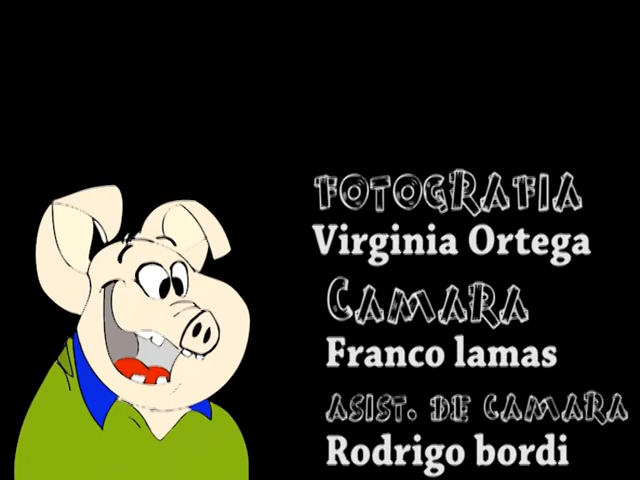 FOTOGRAFIA
Virginia Ortega
CAMARA
Franco lamas
ASIST. DE CAMARA
Rodrigo bordi